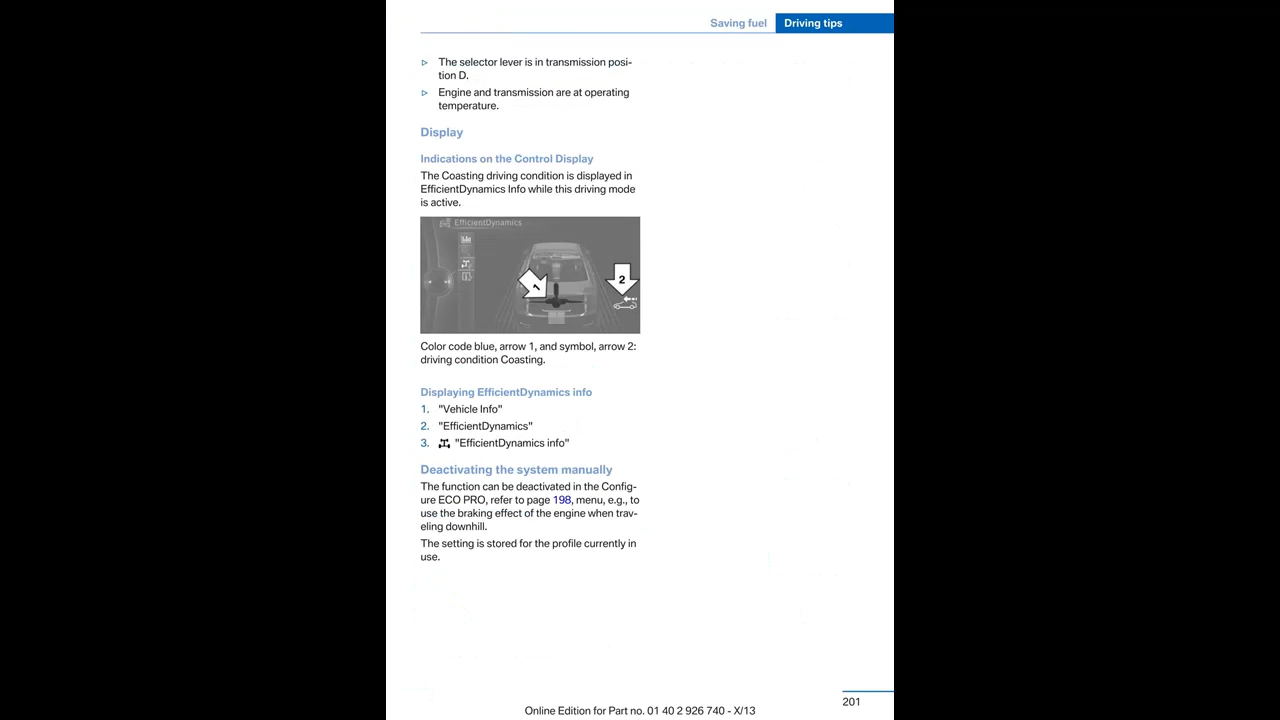 Saving fuel Driving tips
▷ The selector lever is in transmission posi-
tion D.
▷ Engine and transmission are at operating
temperature.
Display
Indications on the Control Display
The Coasting driving condition is displayed in
EfficientDynamics Info while this driving mode
is active.
EfficientDynamics
1
2
Color code blue, arrow 1, and symbol, arrow 2:
driving condition Coasting.
Displaying EfficientDynamics info
1. "Vehicle Info"
2. "EfficientDynamics"
3. "EfficientDynamics info"
Deactivating the system manually
The function can be deactivated in the Config-
ure ECO PRO, refer to page 198, menu, e.g., to
use the braking effect of the engine when trav-
eling downhill.
The setting is stored for the profile currently in
use.
201
Online Edition for Part no. 01 40 2 926 740 - X/13